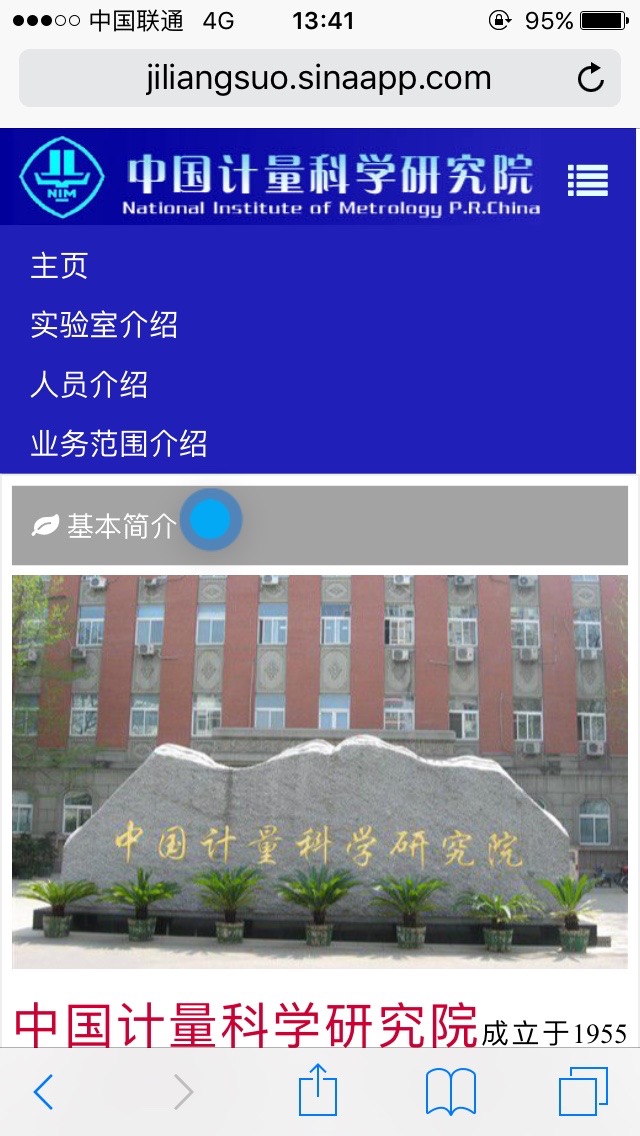 中国联通 4G 13:41 95%
jiliangsuo.sinaapp.com
NIM
中国计量科学研究院
National Institute of Metrology P.R.China
主页
实验室介绍
人员介绍
业务范围介绍
基本简介
中国计量科学研究院
中国计量科学研究院成立于1955